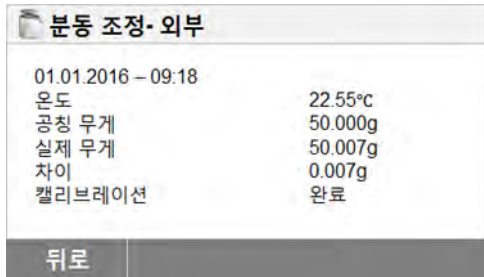 분동 조정- 외부
01.01.2016 – 09:18
온도 22.55°c
공칭 무게 50.000g
실제 무게 50.007g
차이 0.007g
캘리브레이션 완료
뒤로